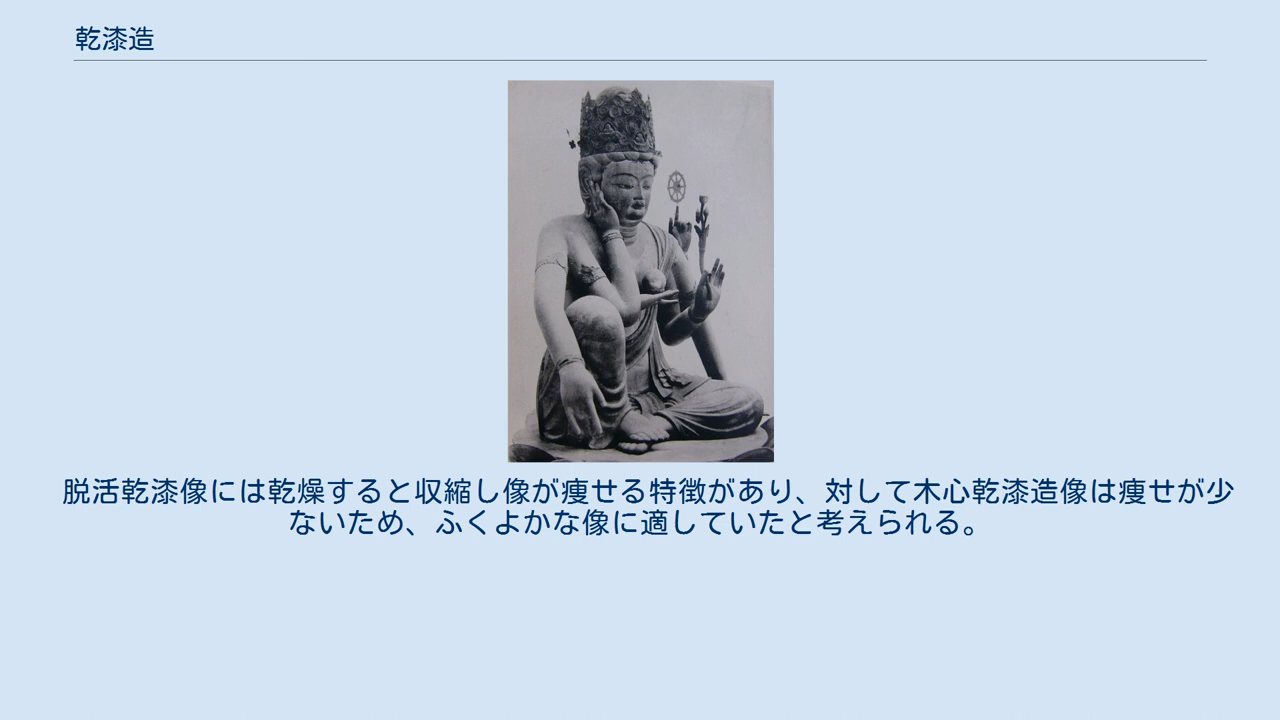 乾漆造
脱活乾漆像には乾燥すると収縮し像が痩せる特徴があり、対して木心乾漆造像は痩せが少
ないため、ふくよかな像に適していたと考えられる。